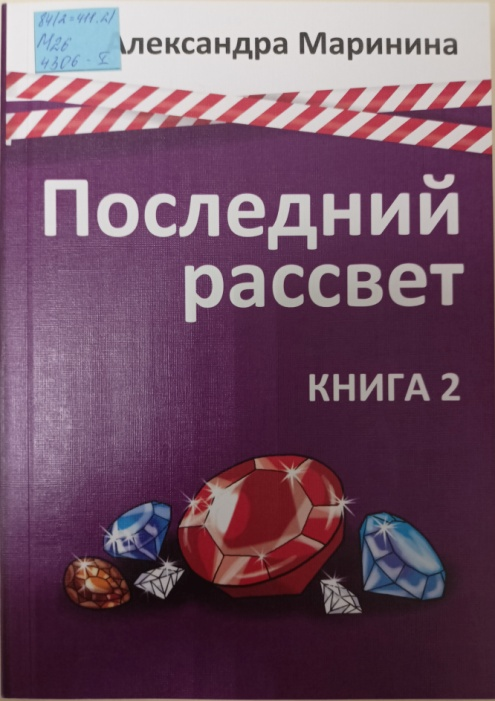 84(2=411.2)
М26
4306 - V
Александра Маринина
Последний
рассвет
КНИГА 2